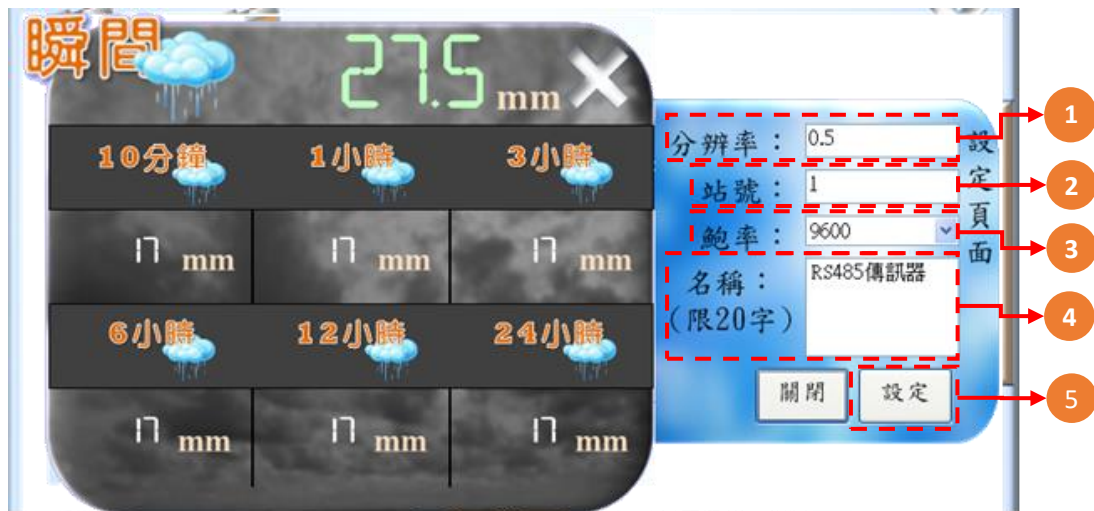 瞬間
27.5 mm
10分鐘 1小時 3小時
17 mm 17 mm 17 mm
6小時 12小時 24小時
17 mm 17 mm 17 mm
設定頁面
分辨率： 0.5
站號： 1
鮑率： 9600
名稱： RS485傳訊器
(限20字)
關閉 設定
1
2
3
4
5